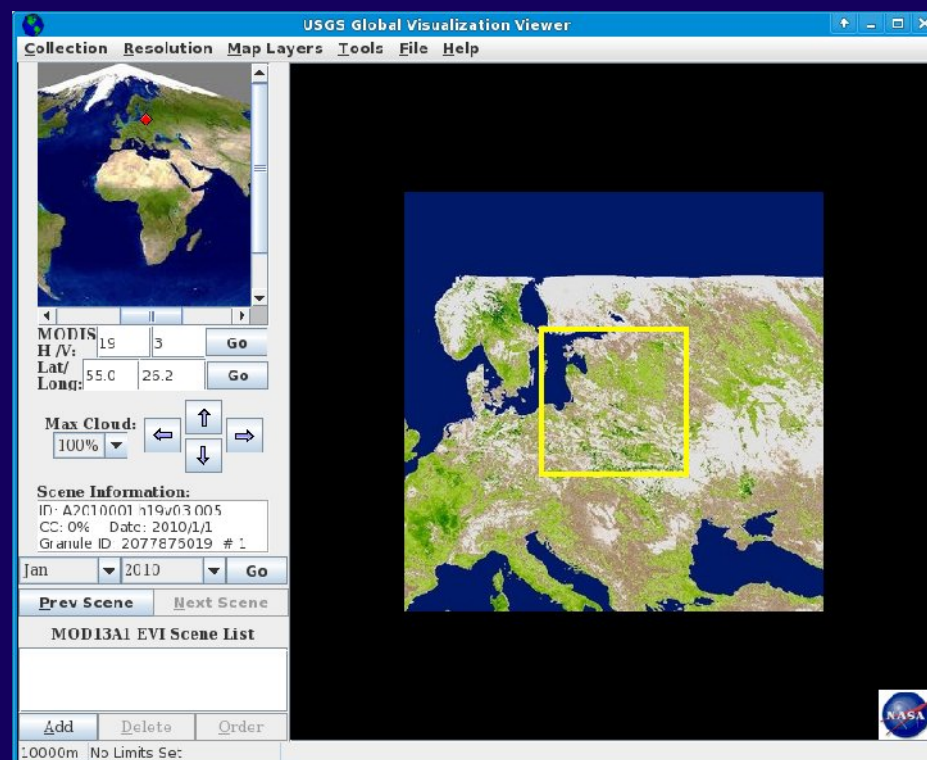 USGS Global Visualization Viewer
Collection Resolution Map Layers Tools File Help
MODIS H/V: 19 3 Go
Lat/Long: 55.0 26.2 Go
Max Cloud:
100%
Scene Information:
ID: A2010001 h19v03 005
CC: 0% Date: 2010/1/1
Granule ID: 2077875019 # 1
Jan 2010 Go
Prev Scene Next Scene
MOD13A1 EVI Scene List
Add Delete Order
10000m No Limits Set
NASA